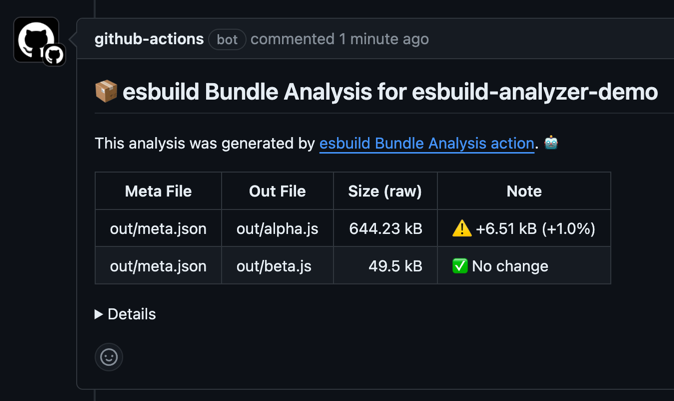 github-actions bot commented 1 minute ago
📦 esbuild Bundle Analysis for esbuild-analyzer-demo
This analysis was generated by esbuild Bundle Analysis action. 🤖
Meta File Out File Size (raw) Note
out/meta.json out/alpha.js 644.23 kB ⚠️ +6.51 kB (+1.0%)
out/meta.json out/beta.js 49.5 kB ✅ No change
▶ Details